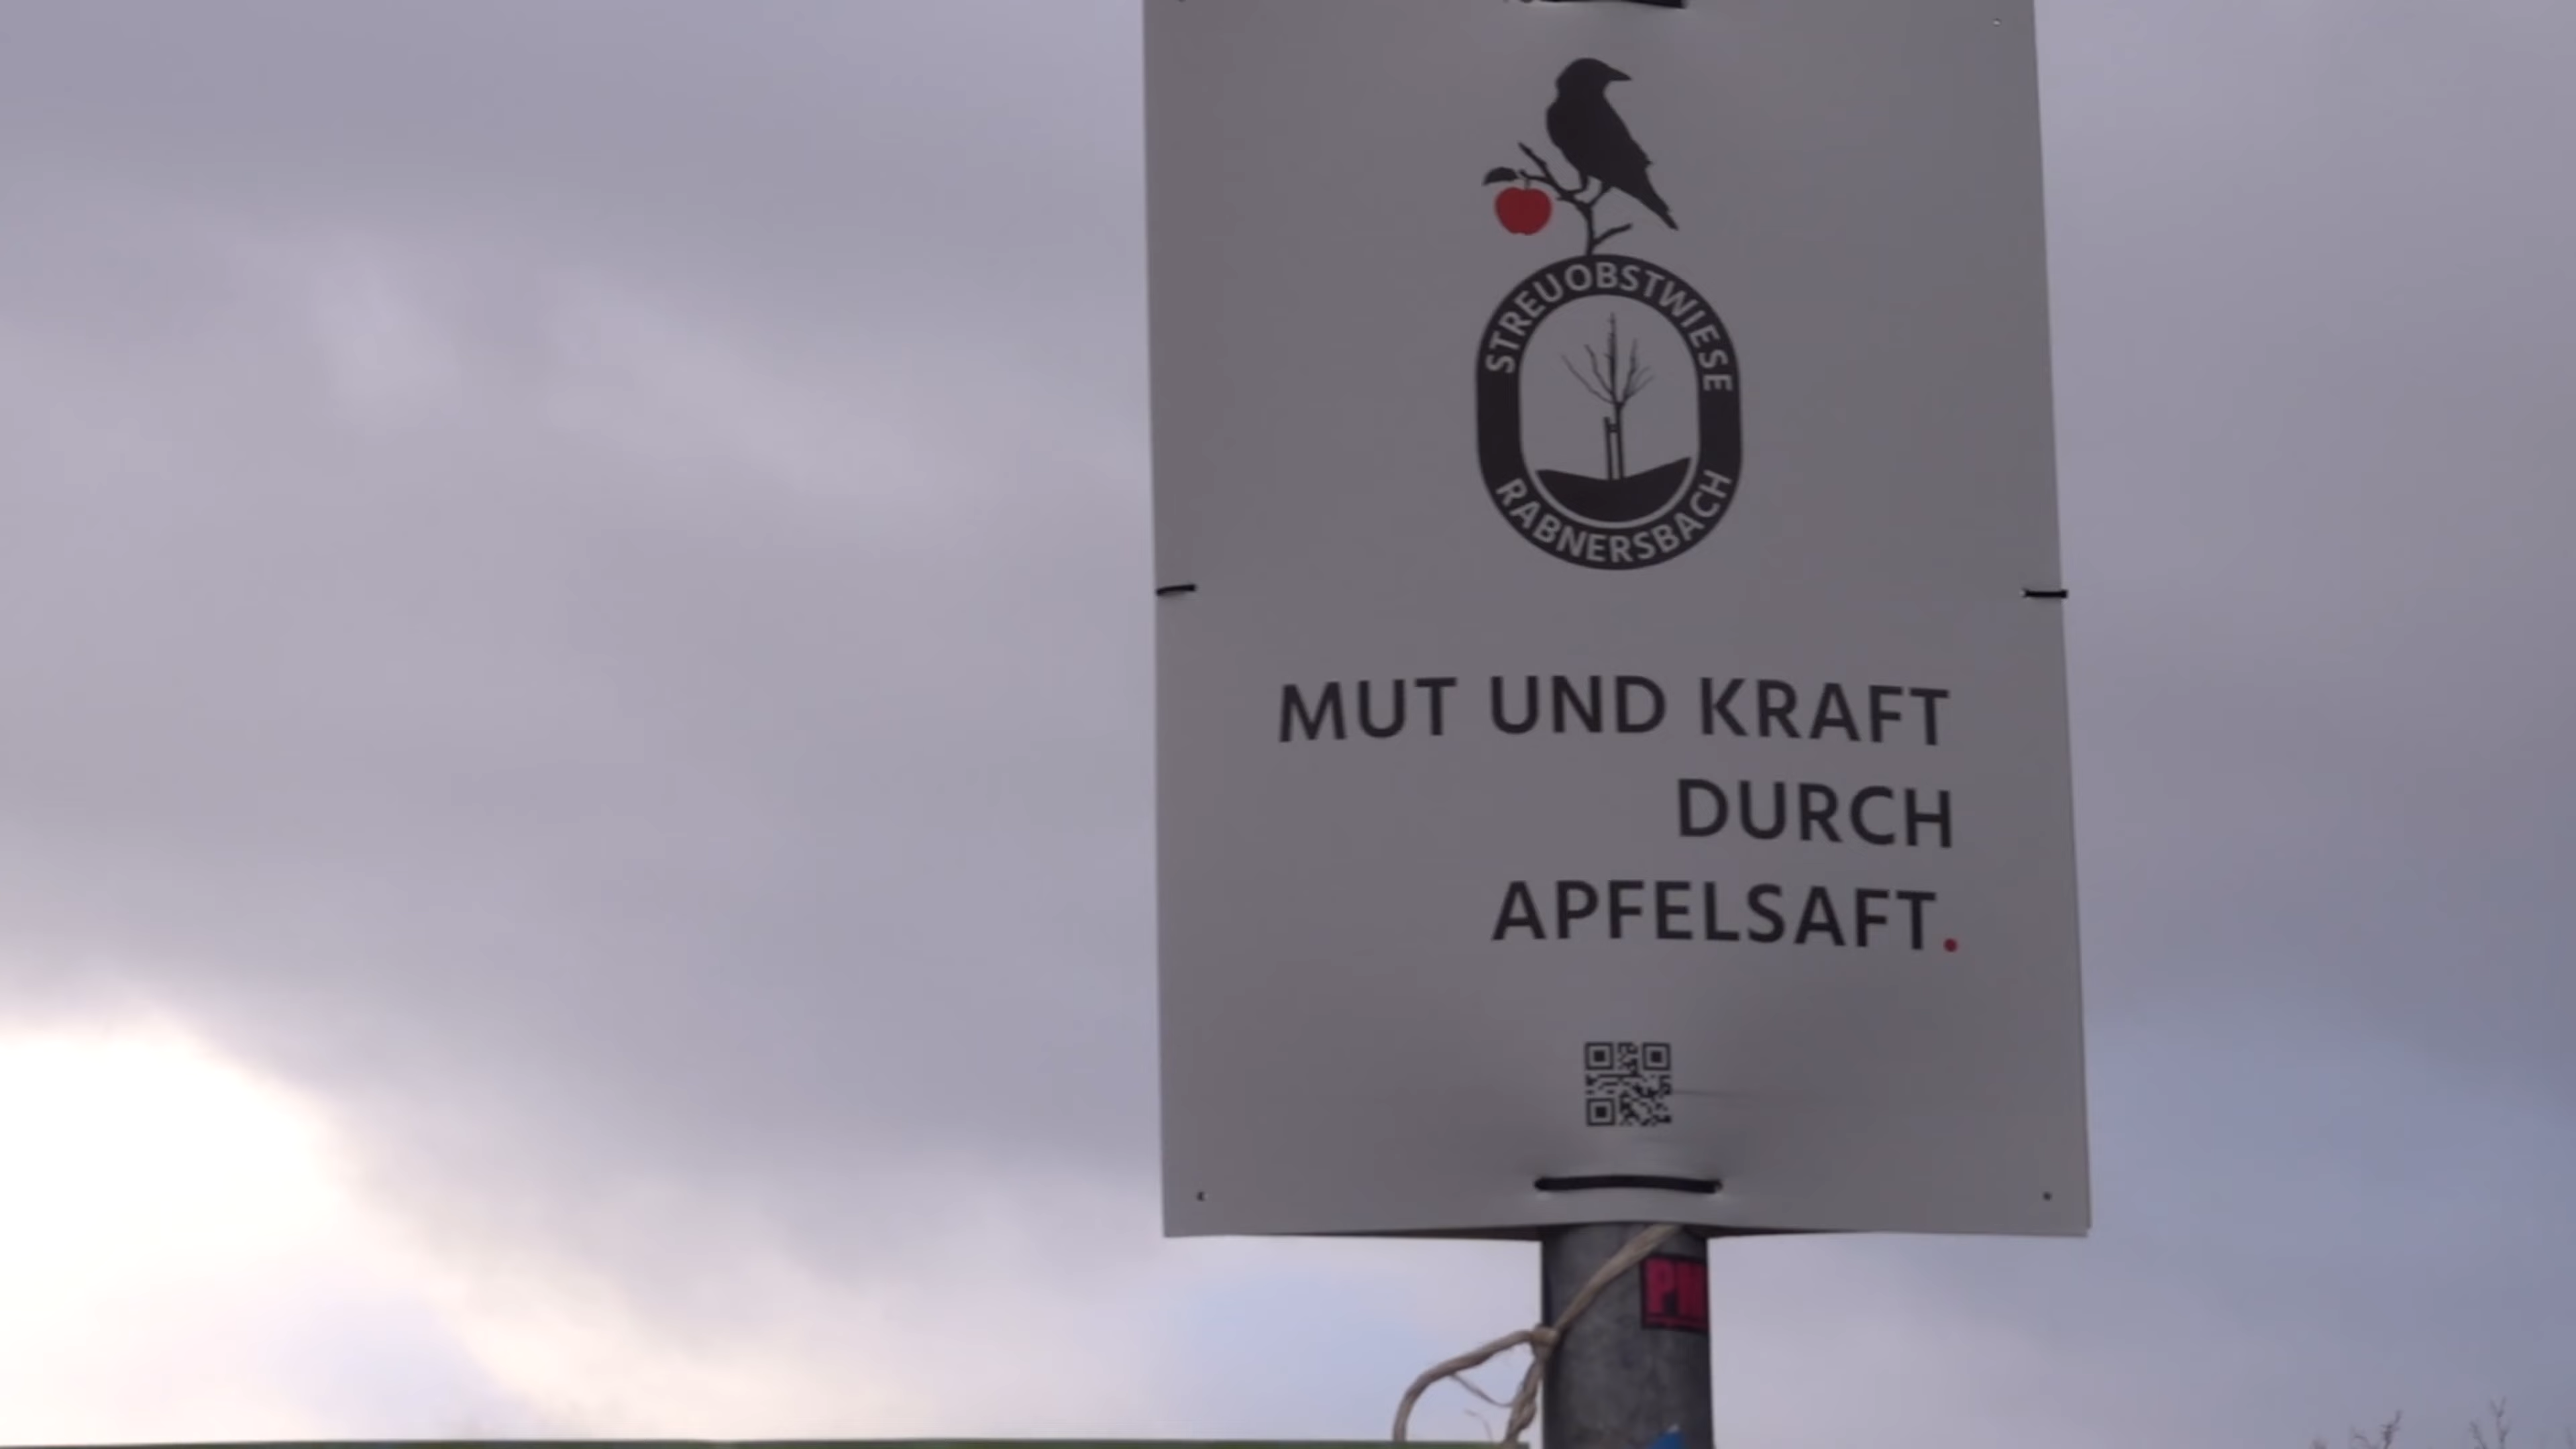 STREUOBSTWIESE
RABNERSBACH
MUT UND KRAFT
DURCH
APFELSAFT.